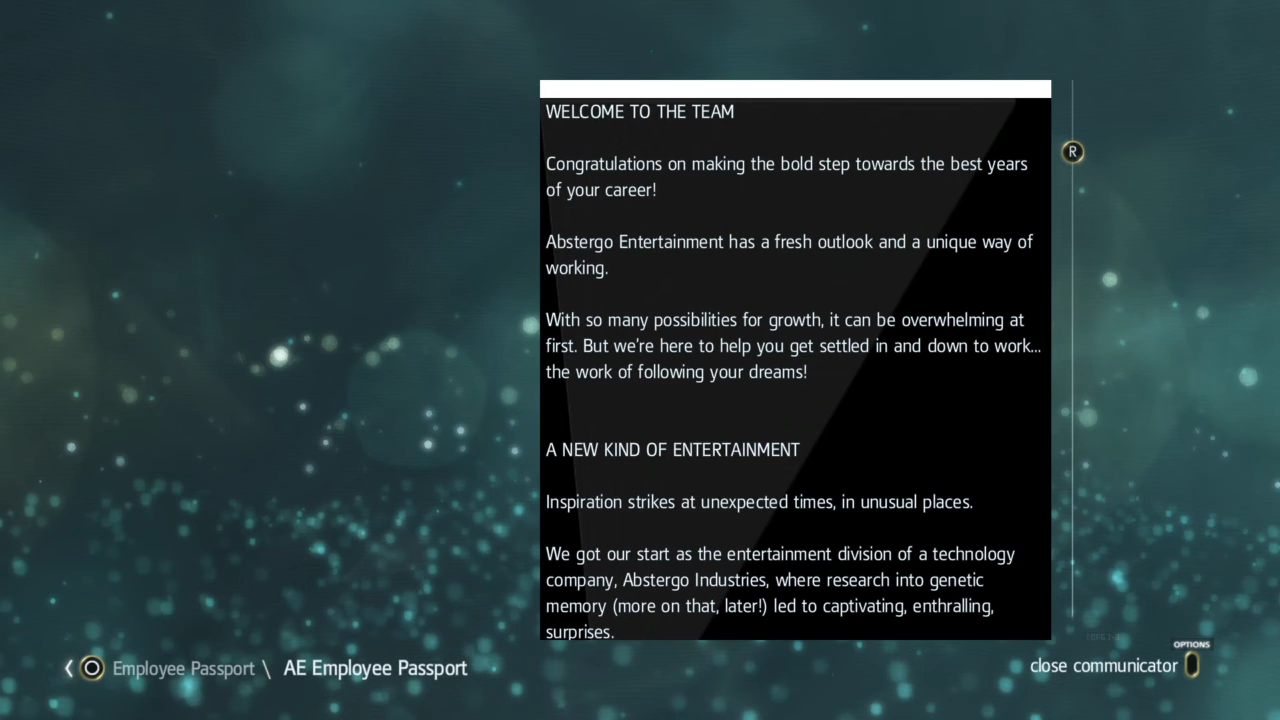 WELCOME TO THE TEAM
Congratulations on making the bold step towards the best years
of your career!
Abstergo Entertainment has a fresh outlook and a unique way of
working.
With so many possibilities for growth, it can be overwhelming at
first. But we're here to help you get settled in and down to work...
the work of following your dreams!
A NEW KIND OF ENTERTAINMENT
Inspiration strikes at unexpected times, in unusual places.
We got our start as the entertainment division of a technology
company, Abstergo Industries, where research into genetic
memory (more on that, later!) led to captivating, enthralling,
surprises.
R
OPTIONS
Employee Passport \ AE Employee Passport
close communicator